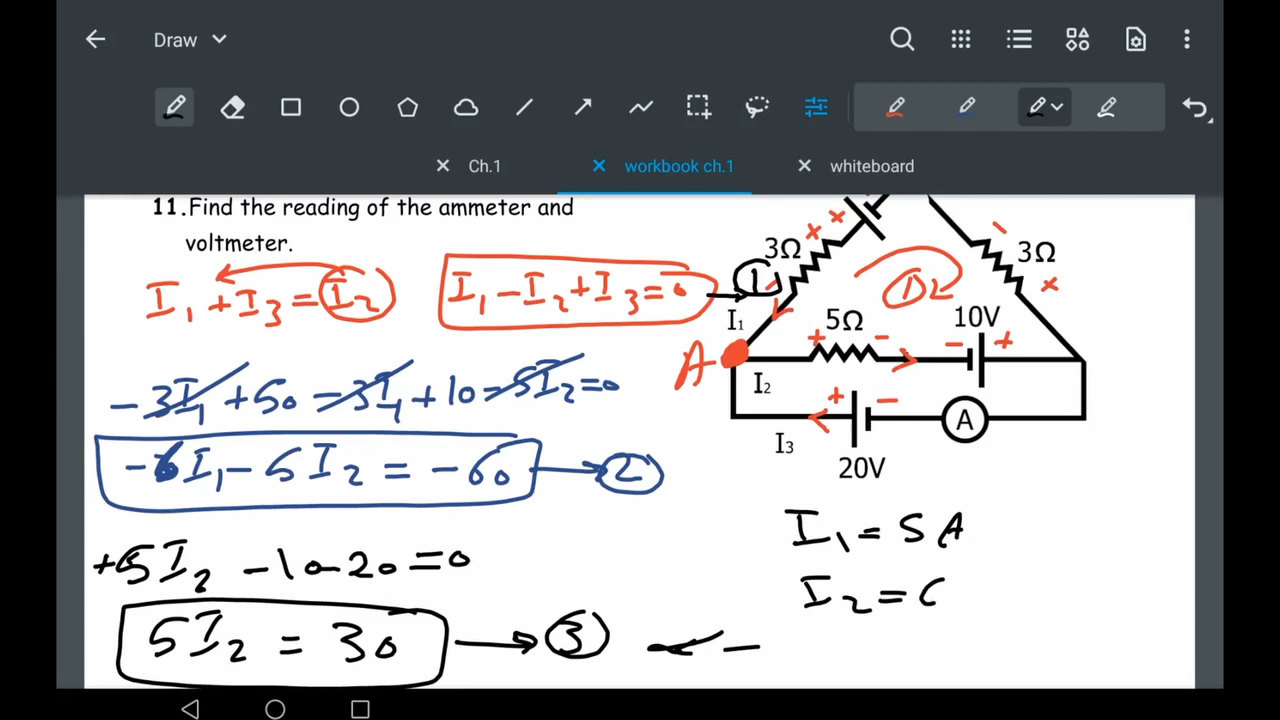 Draw
Ch.1
workbook ch.1
whiteboard
11.Find the reading of the ammeter and
voltmeter.
I₁ + I₃ = I₂
I₁ - I₂ + I₃ = 0
1
-3I₁ + 50 - 3I₁ + 10 - 5I₂ = 0
-6I₁ - 5I₂ = -60
2
+5I₂ - 10 - 20 = 0
5I₂ = 30
3
3Ω
3Ω
1
I₁
5Ω
10V
A
I₂
A
I₃
20V
I₁ = 5 A
I₂ =